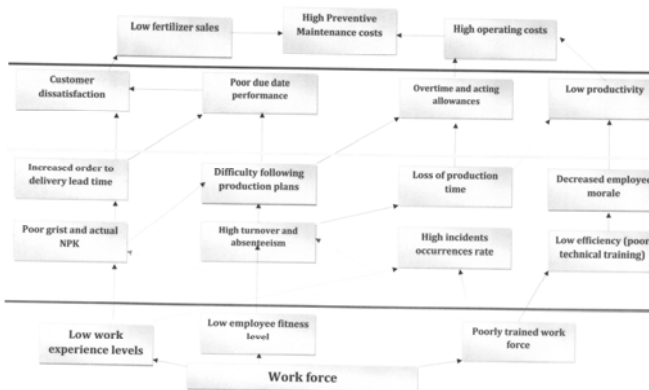 Low fertilizer sales
High Preventive
Maintenance costs
High operating costs
Customer
dissatisfaction
Poor due date
performance
Overtime and acting
allowances
Low productivity
Increased order to
delivery lead time
Difficulty following
production plans
Loss of production
time
Decreased employee
morale
Poor grist and actual
NPK
High turnover and
absenteeism
High incidents
occurrences rate
Low efficiency (poor
technical training)
Low work
experience levels
Low employee fitness
level
Poorly trained work
force
Work force